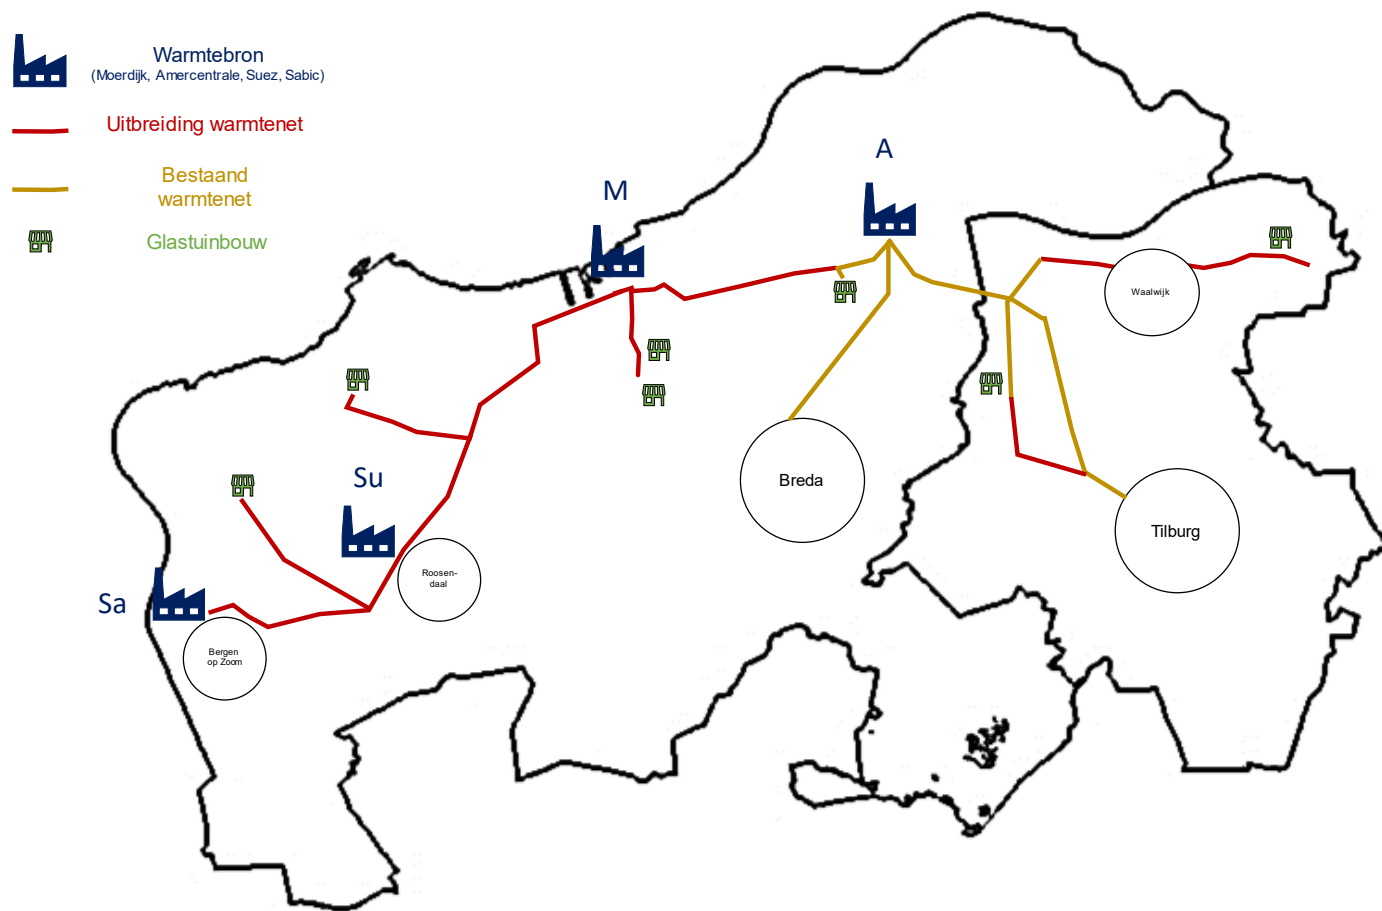 Warmtebron
(Moerdijk, Amercentrale, Suez, Sabic)
Uitbreiding warmtenet
Bestaand
warmtenet
Glastuinbouw
A
M
Waalwijk
Su
Breda
Tilburg
Roosen-
daal
Sa
Bergen
op Zoom